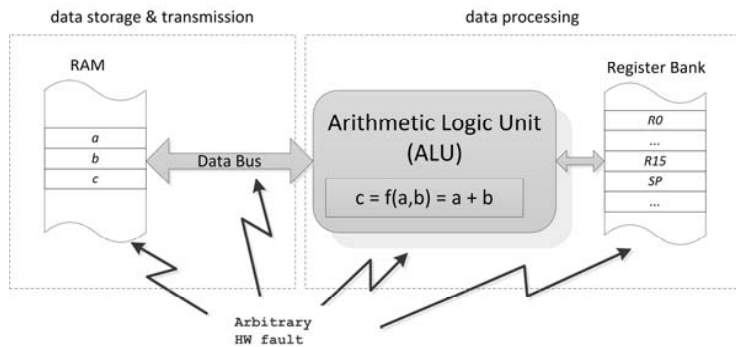 data storage & transmission
data processing
RAM
Register Bank
a
b
c
Data Bus
Arithmetic Logic Unit
(ALU)
c = f(a,b) = a + b
R0
...
R15
SP
...
Arbitrary
HW fault